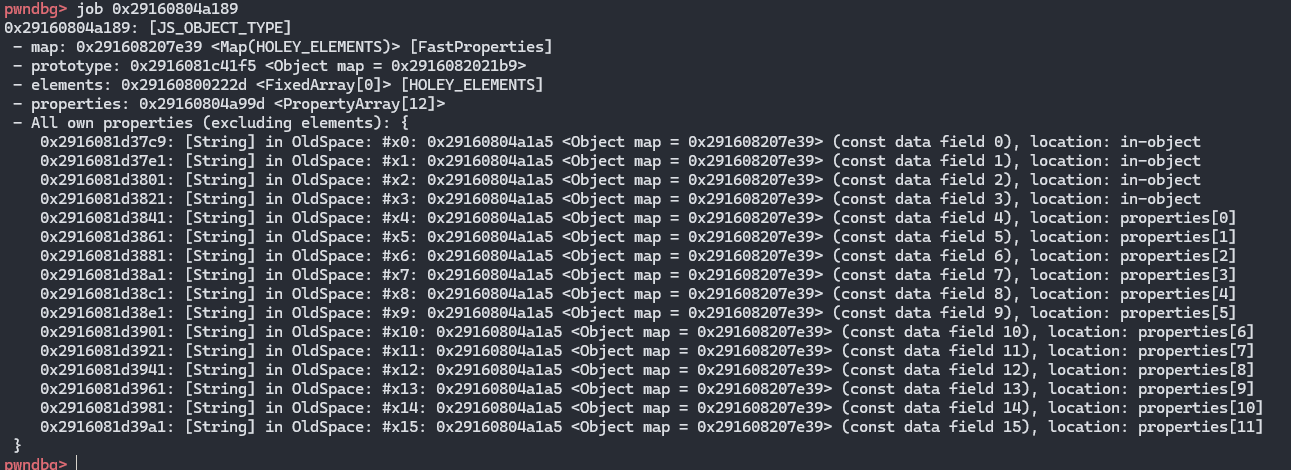 pwndbg> job 0x29160804a189
0x29160804a189: [JS_OBJECT_TYPE]
 - map: 0x291608207e39 <Map(HOLEY_ELEMENTS)> [FastProperties]
 - prototype: 0x2916081c41f5 <Object map = 0x2916082021b9>
 - elements: 0x29160800222d <FixedArray[0]> [HOLEY_ELEMENTS]
 - properties: 0x29160804a99d <PropertyArray[12]>
 - All own properties (excluding elements): {
    0x2916081d37c9: [String] in OldSpace: #x0: 0x29160804a1a5 <Object map = 0x291608207e39> (const data field 0), location: in-object
    0x2916081d37e1: [String] in OldSpace: #x1: 0x29160804a1a5 <Object map = 0x291608207e39> (const data field 1), location: in-object
    0x2916081d3801: [String] in OldSpace: #x2: 0x29160804a1a5 <Object map = 0x291608207e39> (const data field 2), location: in-object
    0x2916081d3821: [String] in OldSpace: #x3: 0x29160804a1a5 <Object map = 0x291608207e39> (const data field 3), location: in-object
    0x2916081d3841: [String] in OldSpace: #x4: 0x29160804a1a5 <Object map = 0x291608207e39> (const data field 4), location: properties[0]
    0x2916081d3861: [String] in OldSpace: #x5: 0x29160804a1a5 <Object map = 0x291608207e39> (const data field 5), location: properties[1]
    0x2916081d3881: [String] in OldSpace: #x6: 0x29160804a1a5 <Object map = 0x291608207e39> (const data field 6), location: properties[2]
    0x2916081d38a1: [String] in OldSpace: #x7: 0x29160804a1a5 <Object map = 0x291608207e39> (const data field 7), location: properties[3]
    0x2916081d38c1: [String] in OldSpace: #x8: 0x29160804a1a5 <Object map = 0x291608207e39> (const data field 8), location: properties[4]
    0x2916081d38e1: [String] in OldSpace: #x9: 0x29160804a1a5 <Object map = 0x291608207e39> (const data field 9), location: properties[5]
    0x2916081d3901: [String] in OldSpace: #x10: 0x29160804a1a5 <Object map = 0x291608207e39> (const data field 10), location: properties[6]
    0x2916081d3921: [String] in OldSpace: #x11: 0x29160804a1a5 <Object map = 0x291608207e39> (const data field 11), location: properties[7]
    0x2916081d3941: [String] in OldSpace: #x12: 0x29160804a1a5 <Object map = 0x291608207e39> (const data field 12), location: properties[8]
    0x2916081d3961: [String] in OldSpace: #x13: 0x29160804a1a5 <Object map = 0x291608207e39> (const data field 13), location: properties[9]
    0x2916081d3981: [String] in OldSpace: #x14: 0x29160804a1a5 <Object map = 0x291608207e39> (const data field 14), location: properties[10]
    0x2916081d39a1: [String] in OldSpace: #x15: 0x29160804a1a5 <Object map = 0x291608207e39> (const data field 15), location: properties[11]
 }
pwndbg>